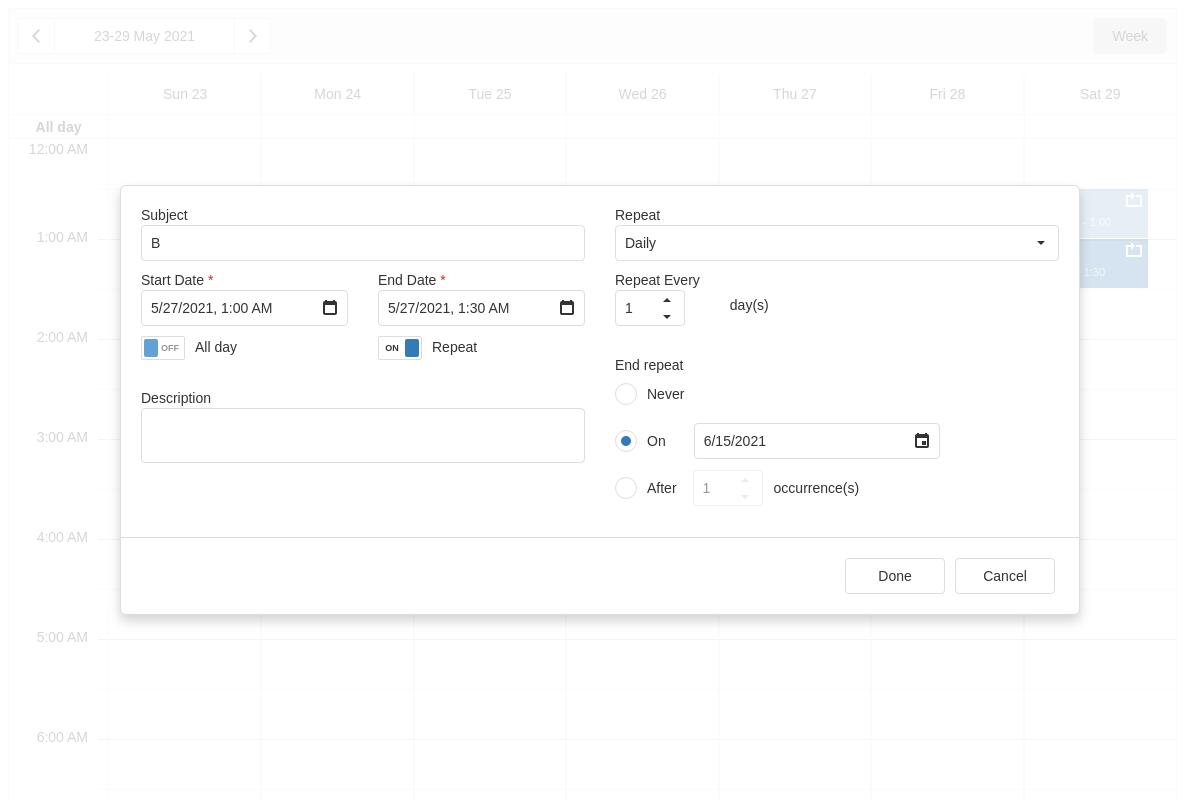 23-29 May 2021
Week
Sun 23
Mon 24
Tue 25
Wed 26
Thu 27
Fri 28
Sat 29
All day
12:00 AM
1:00 AM
2:00 AM
3:00 AM
4:00 AM
5:00 AM
6:00 AM
- 1:00
1:30
Subject
B
Start Date *
End Date *
5/27/2021, 1:00 AM
5/27/2021, 1:30 AM
OFF All day
ON Repeat
Description
Repeat
Daily
Repeat Every
1 day(s)
End repeat
Never
On 6/15/2021
After 1 occurrence(s)
Done
Cancel